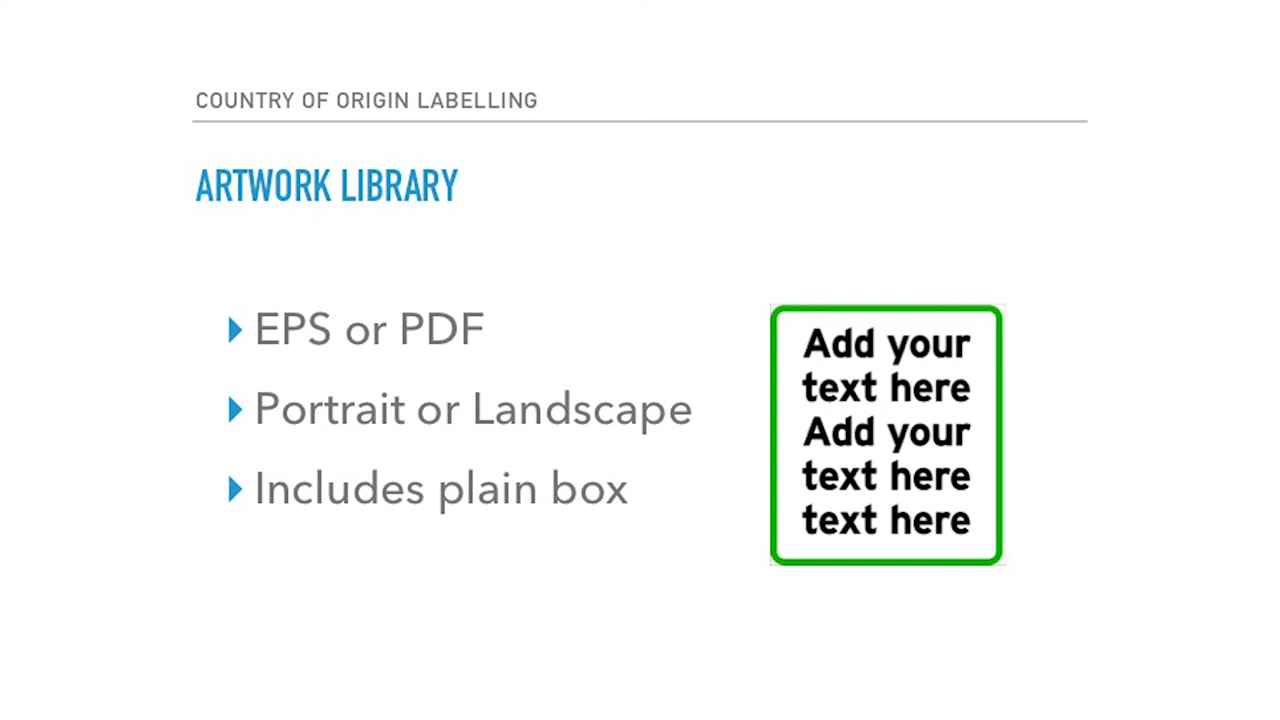 COUNTRY OF ORIGIN LABELLING
ARTWORK LIBRARY
EPS or PDF
Portrait or Landscape
Includes plain box
Add your
text here
Add your
text here
text here